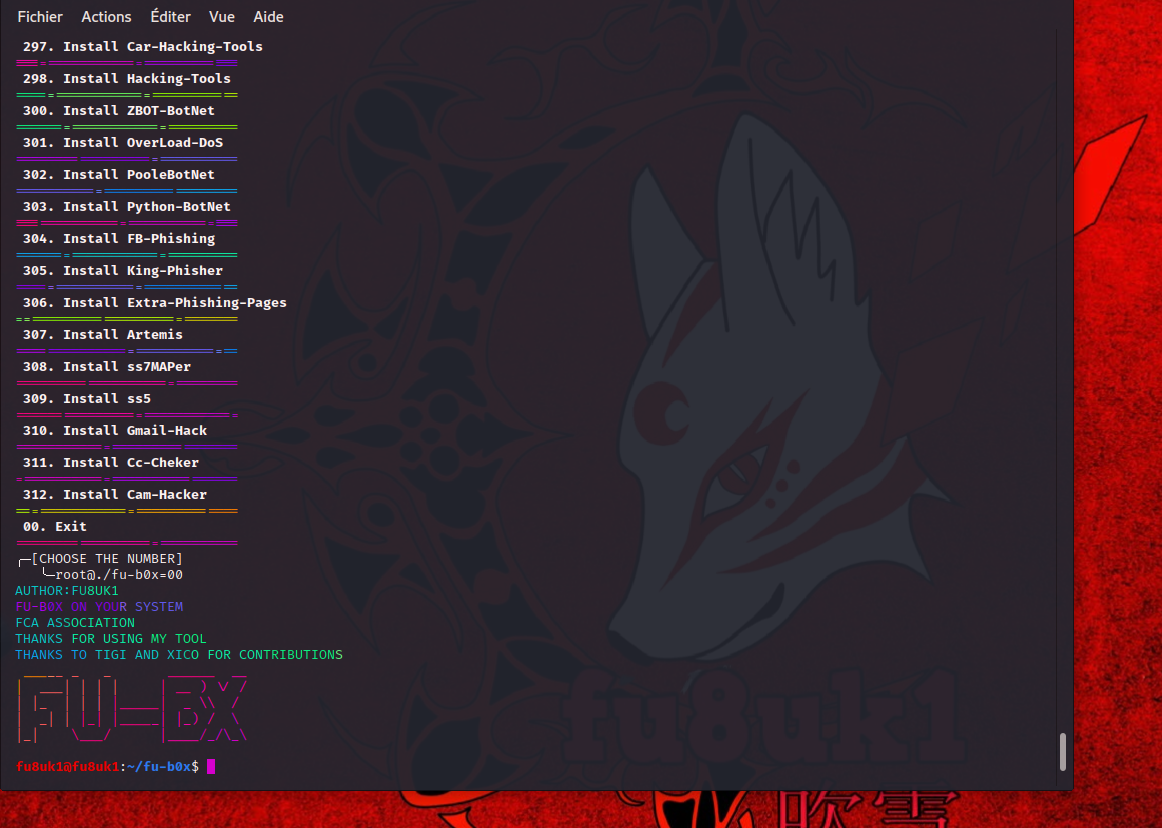 Fichier Actions Éditer Vue Aide
297. Install Car-Hacking-Tools
298. Install Hacking-Tools
300. Install ZBOT-BotNet
301. Install OverLoad-DoS
302. Install PooleBotNet
303. Install Python-BotNet
304. Install FB-Phishing
305. Install King-Phisher
306. Install Extra-Phishing-Pages
307. Install Artemis
308. Install ss7MAPer
309. Install ss5
310. Install Gmail-Hack
311. Install Cc-Cheker
312. Install Cam-Hacker
00. Exit
[CHOOSE THE NUMBER]
root@./fu-b0x=00
AUTHOR:FU8UK1
FU-B0X ON YOUR SYSTEM
FCA ASSOCIATION
THANKS FOR USING MY TOOL
THANKS TO TIGI AND XICO FOR CONTRIBUTIONS
FU-BX
fu8uk1@fu8uk1:~/fu-b0x$
fu8uk1
吹雪